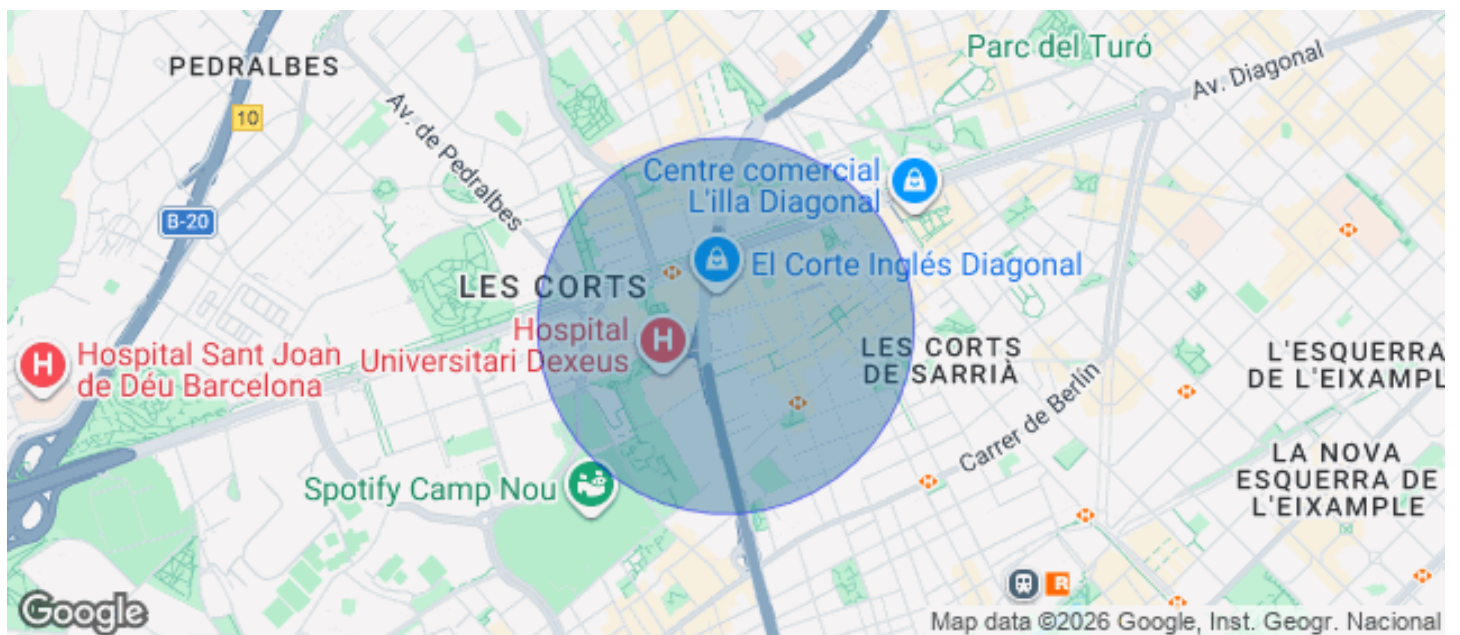 PEDRALBES
10
Av. de Pedralbes
B-20
Parc del Turó
Av. Diagonal
Centre comercial
L'illa Diagonal
El Corte Inglés Diagonal
LES CORTS
Hospital
Universitari Dexeus
H
H
Hospital Sant Joan
de Déu Barcelona
LES CORTS
DE SARRIÀ
L'ESQUERRA
DE L'EIXAMPL
Carrer de Berlín
Spotify Camp Nou
LA NOVA
ESQUERRA DE
L'EIXAMPLE
R
Google
Map data ©2026 Google, Inst. Geogr. Nacional